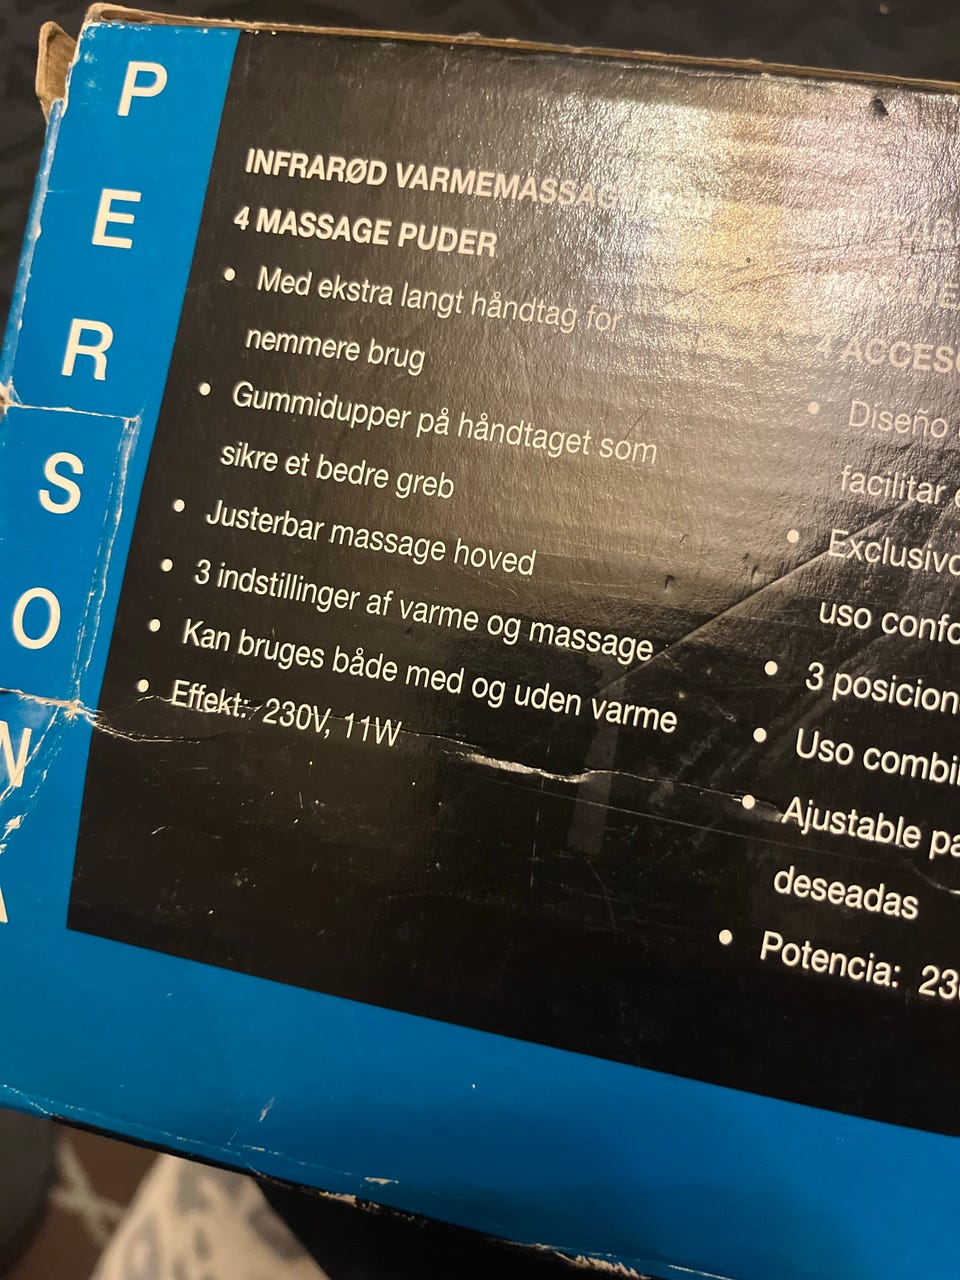 PERSONA
INFRARØD VARMEMASSAG
4 MASSAGE PUDER
• Med ekstra langt håndtag for
nemmere brug
• Gummidupper på håndtaget som
sikre et bedre greb
• Justerbar massage hoved
• 3 indstillinger af varme og massage
• Kan bruges både med og uden varme
• Effekt: 230V, 11W
4 ACCESO
• Diseño
facilitar e
• Exclusivo
uso confo
• 3 posicion
• Uso combi
• Ajustable pa
deseadas
• Potencia: 23